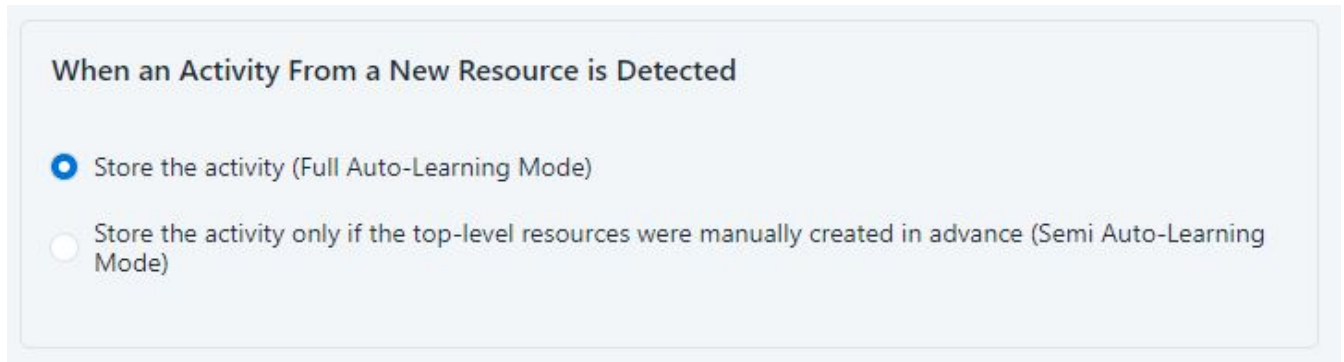 When an Activity From a New Resource is Detected
Store the activity (Full Auto-Learning Mode)
Store the activity only if the top-level resources were manually created in advance (Semi Auto-Learning
Mode)